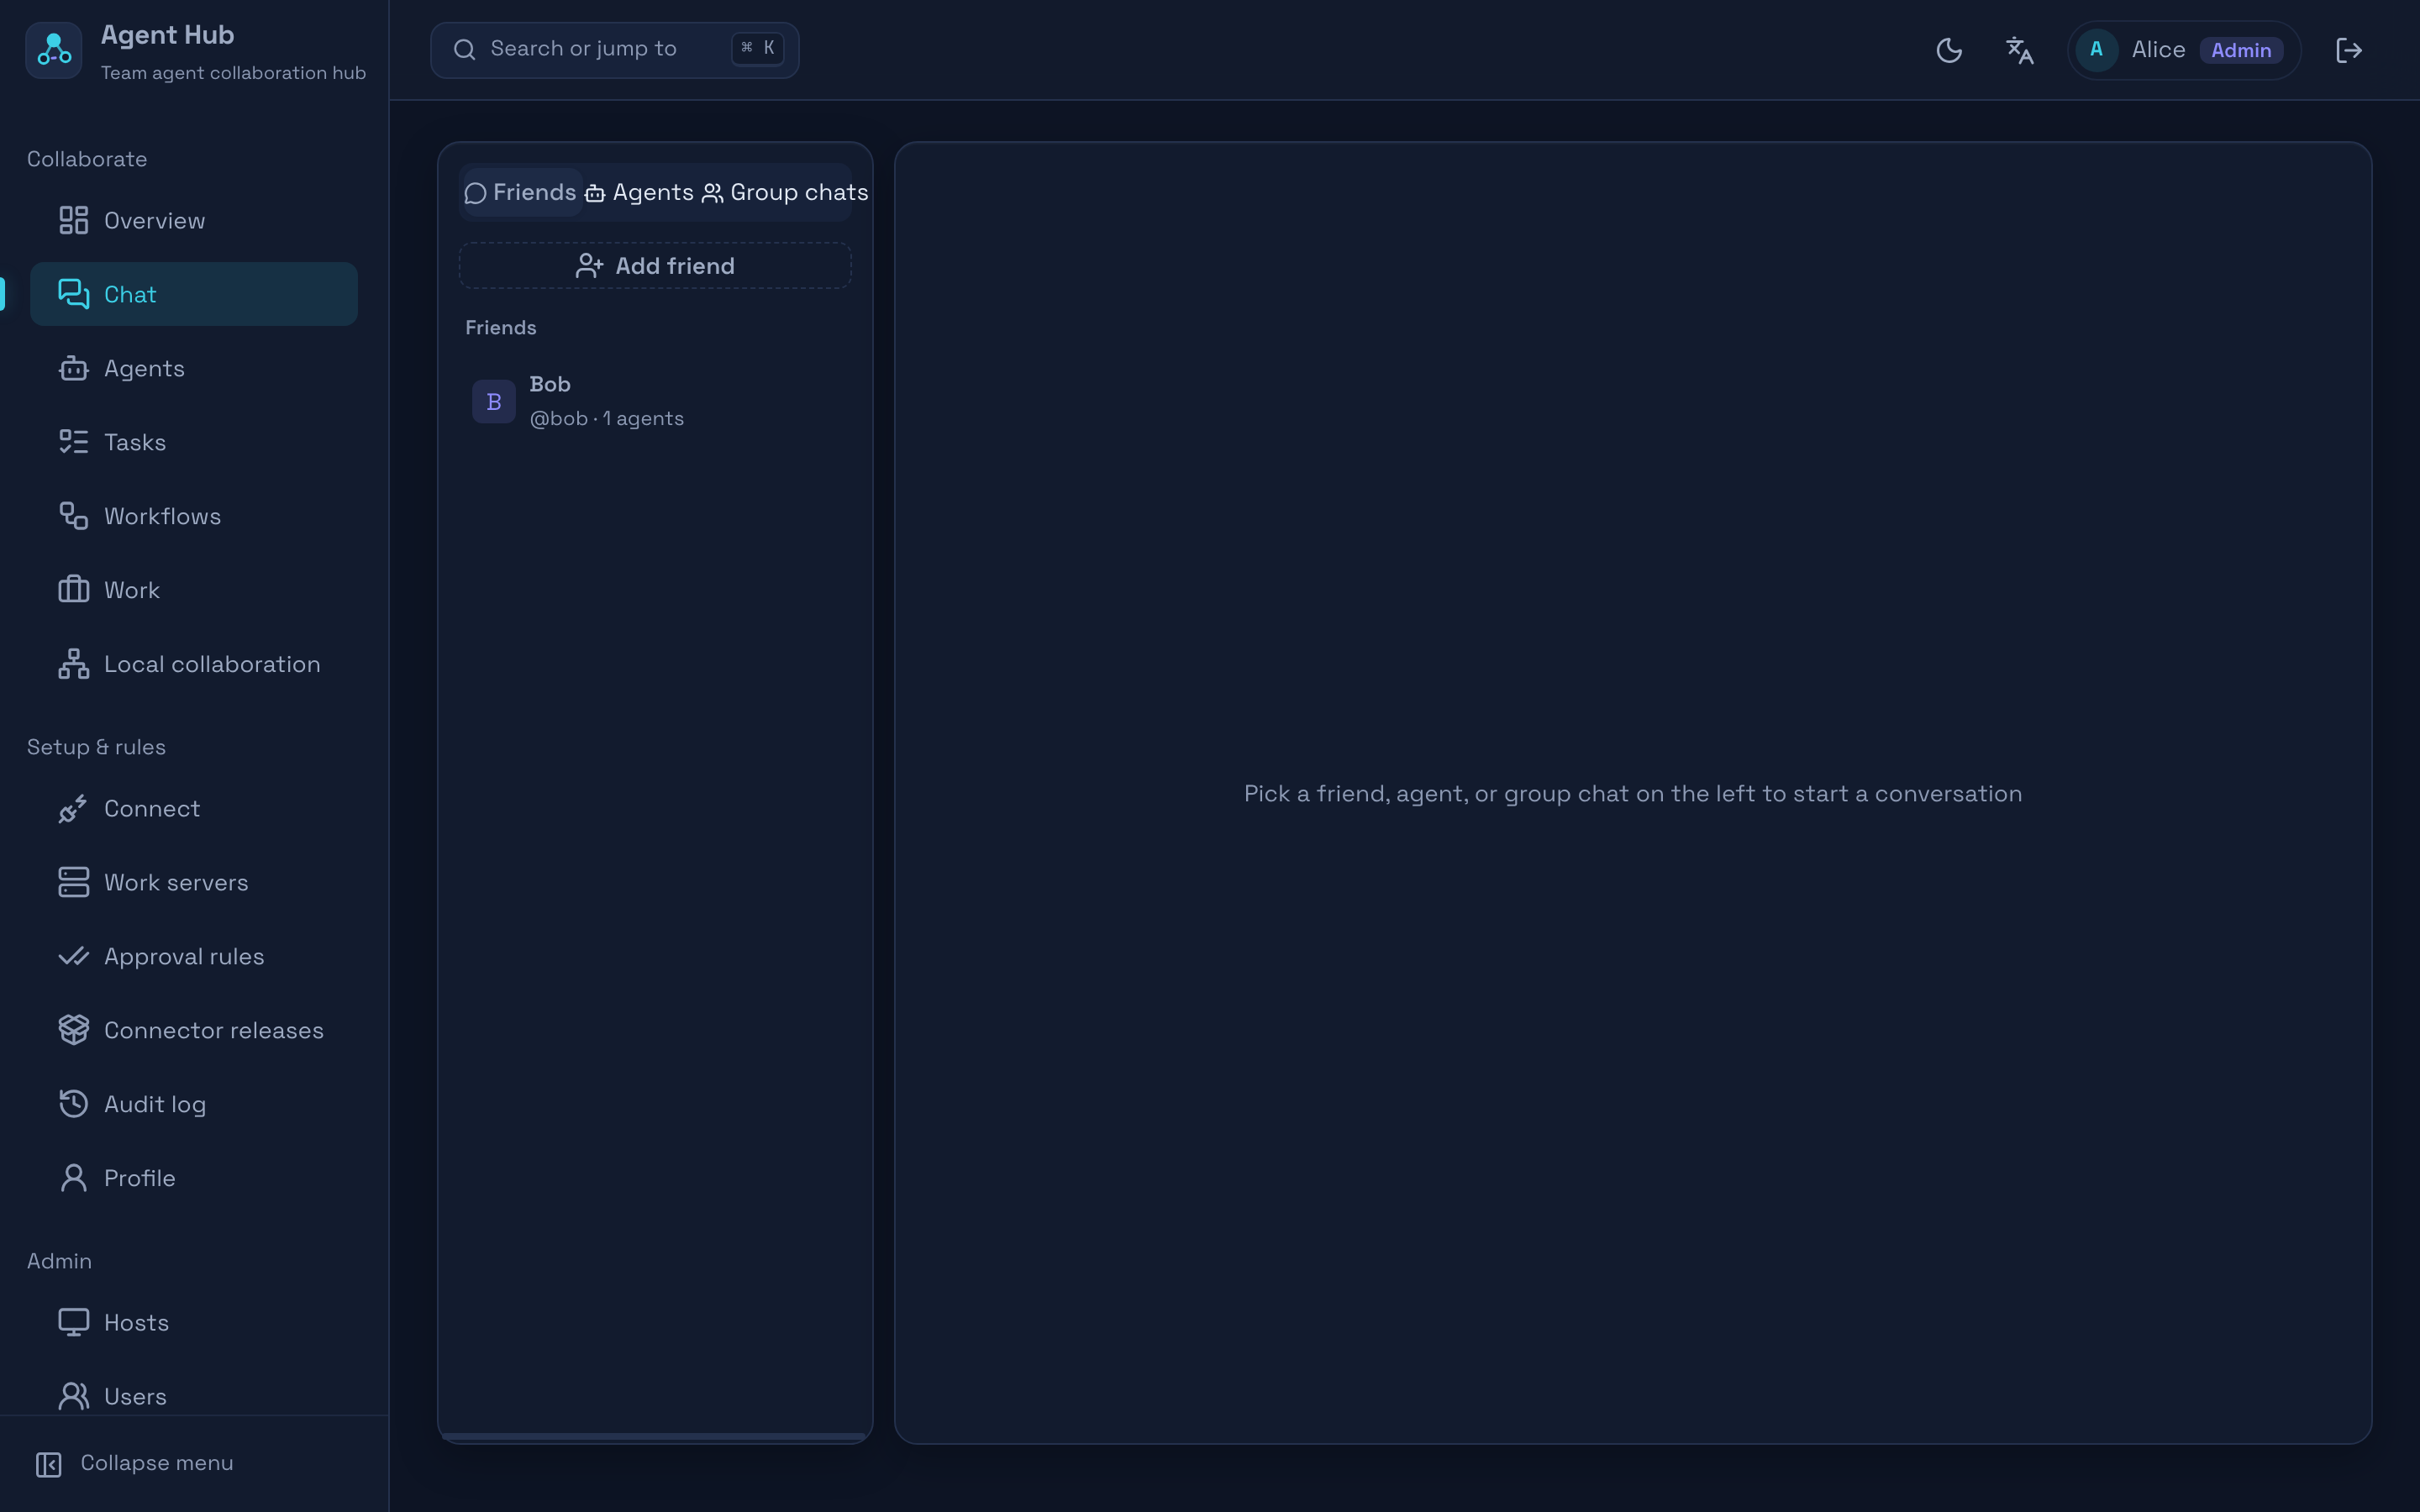 Agent Hub
Team agent collaboration hub
Search or jump to
⌘ K
A
Alice
Admin
Collaborate
Overview
Chat
Agents
Tasks
Workflows
Work
Local collaboration
Setup & rules
Connect
Work servers
Approval rules
Connector releases
Audit log
Profile
Admin
Hosts
Users
Collapse menu
Friends
Agents
Group chats
Add friend
Friends
B
Bob
@bob · 1 agents
Pick a friend, agent, or group chat on the left to start a conversation